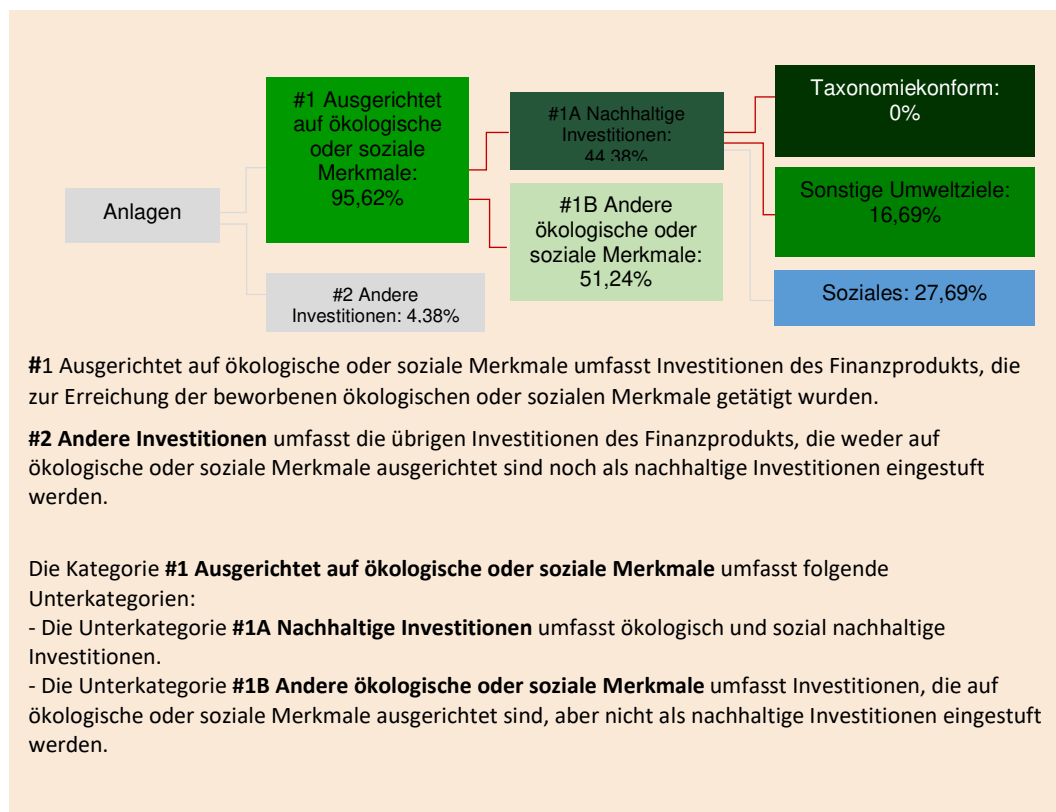 Anlagen
#1 Ausgerichtet
auf ökologische
oder soziale
Merkmale:
95,62%
#2 Andere
Investitionen: 4,38%
#1A Nachhaltige
Investitionen:
44,38%
#1B Andere
ökologische oder
soziale Merkmale:
51,24%
Taxonomiekonform:
0%
Sonstige Umweltziele:
16,69%
Soziales: 27,69%
#1 Ausgerichtet auf ökologische oder soziale Merkmale umfasst Investitionen des Finanzprodukts, die
zur Erreichung der beworbenen ökologischen oder sozialen Merkmale getätigt wurden.
#2 Andere Investitionen umfasst die übrigen Investitionen des Finanzprodukts, die weder auf
ökologische oder soziale Merkmale ausgerichtet sind noch als nachhaltige Investitionen eingestuft
werden.
Die Kategorie #1 Ausgerichtet auf ökologische oder soziale Merkmale umfasst folgende
Unterkategorien:
- Die Unterkategorie #1A Nachhaltige Investitionen umfasst ökologisch und sozial nachhaltige
Investitionen.
- Die Unterkategorie #1B Andere ökologische oder soziale Merkmale umfasst Investitionen, die auf
ökologische oder soziale Merkmale ausgerichtet sind, aber nicht als nachhaltige Investitionen eingestuft
werden.